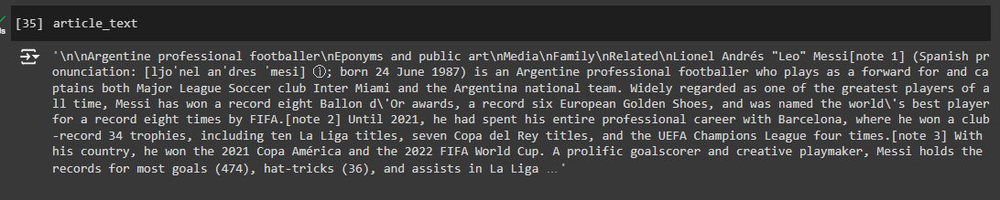 [35] article_text
'\n\nArgentine professional footballer\nEponyms and public art\nMedia\nFamily\nRelated\nLionel Andrés "Leo" Messi[note 1] (Spanish pr
onunciation: [ljoˈnel anˈdɾes ˈmesi] ⓘ; born 24 June 1987) is an Argentine professional footballer who plays as a forward for and ca
ptains both Major League Soccer club Inter Miami and the Argentina national team. Widely regarded as one of the greatest players of a
ll time, Messi has won a record eight Ballon d\'Or awards, a record six European Golden Shoes, and was named the world\'s best player
for a record eight times by FIFA.[note 2] Until 2021, he had spent his entire professional career with Barcelona, where he won a club
-record 34 trophies, including ten La Liga titles, seven Copa del Rey titles, and the UEFA Champions League four times.[note 3] With
his country, he won the 2021 Copa América and the 2022 FIFA World Cup. A prolific goalscorer and creative playmaker, Messi holds the
records for most goals (474), hat-tricks (36), and assists in La Liga ...'